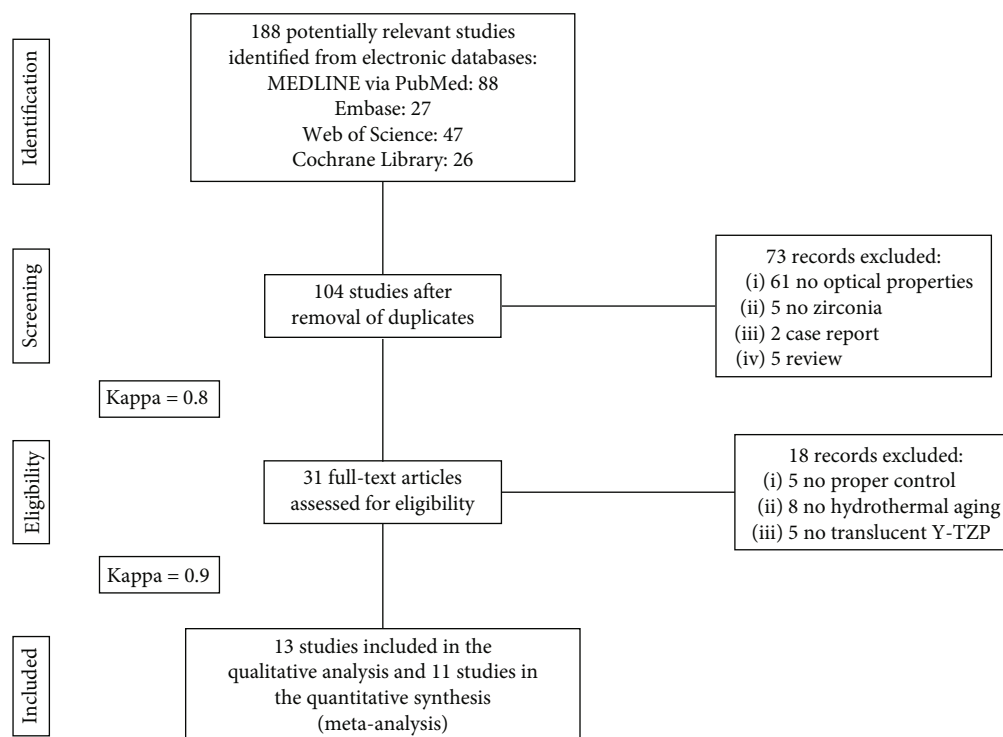 Identification
188 potentially relevant studies
identified from electronic databases:
MEDLINE via PubMed: 88
Embase: 27
Web of Science: 47
Cochrane Library: 26
Screening
104 studies after
removal of duplicates
73 records excluded:
(i) 61 no optical properties
(ii) 5 no zirconia
(iii) 2 case report
(iv) 5 review
Kappa = 0.8
Eligibility
31 full-text articles
assessed for eligibility
18 records excluded:
(i) 5 no proper control
(ii) 8 no hydrothermal aging
(iii) 5 no translucent Y-TZP
Kappa = 0.9
Included
13 studies included in the
qualitative analysis and 11 studies in
the quantitative synthesis
(meta-analysis)